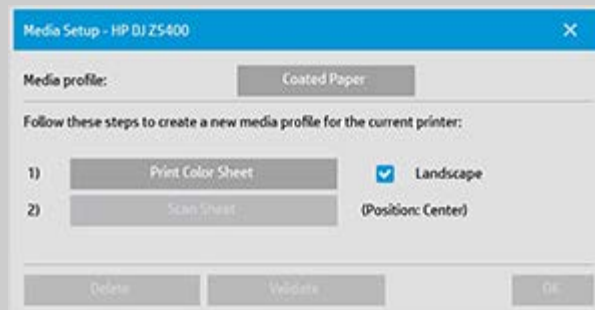 Media Setup - HP DJ Z5400
Media profile: Coated Paper
Follow these steps to create a new media profile for the current printer:
1) Print Color Sheet Landscape
2) Scan Sheet (Position: Center)
Delete Validate OK